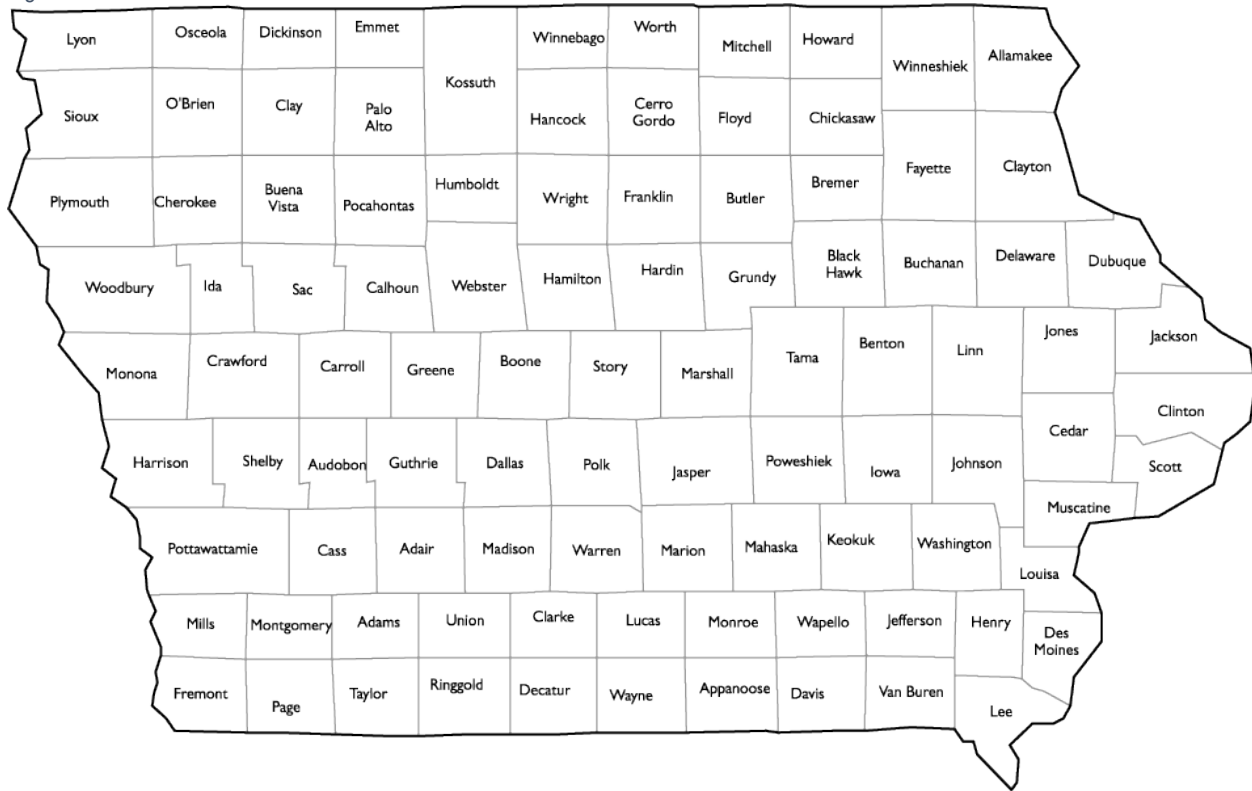 Lyon
Osceola
Dickinson
Emmet
Kossuth
Winnebago
Worth
Mitchell
Howard
Winneshiek
Allamakee
Sioux
O'Brien
Clay
Palo
Alto
Hancock
Cerro
Gordo
Floyd
Chickasaw
Fayette
Clayton
Plymouth
Cherokee
Buena
Vista
Pocahontas
Humboldt
Wright
Franklin
Butler
Bremer
Woodbury
Ida
Sac
Calhoun
Webster
Hamilton
Hardin
Grundy
Black
Hawk
Buchanan
Delaware
Dubuque
Monona
Crawford
Carroll
Greene
Boone
Story
Marshall
Tama
Benton
Linn
Jones
Jackson
Clinton
Cedar
Harrison
Shelby
Audobon
Guthrie
Dallas
Polk
Jasper
Poweshiek
Iowa
Johnson
Scott
Muscatine
Pottawattamie
Cass
Adair
Madison
Warren
Marion
Mahaska
Keokuk
Washington
Louisa
Mills
Montgomery
Adams
Union
Clarke
Lucas
Monroe
Wapello
Jefferson
Henry
Des
Moines
Fremont
Page
Taylor
Ringgold
Decatur
Wayne
Appanoose
Davis
Van Buren
Lee